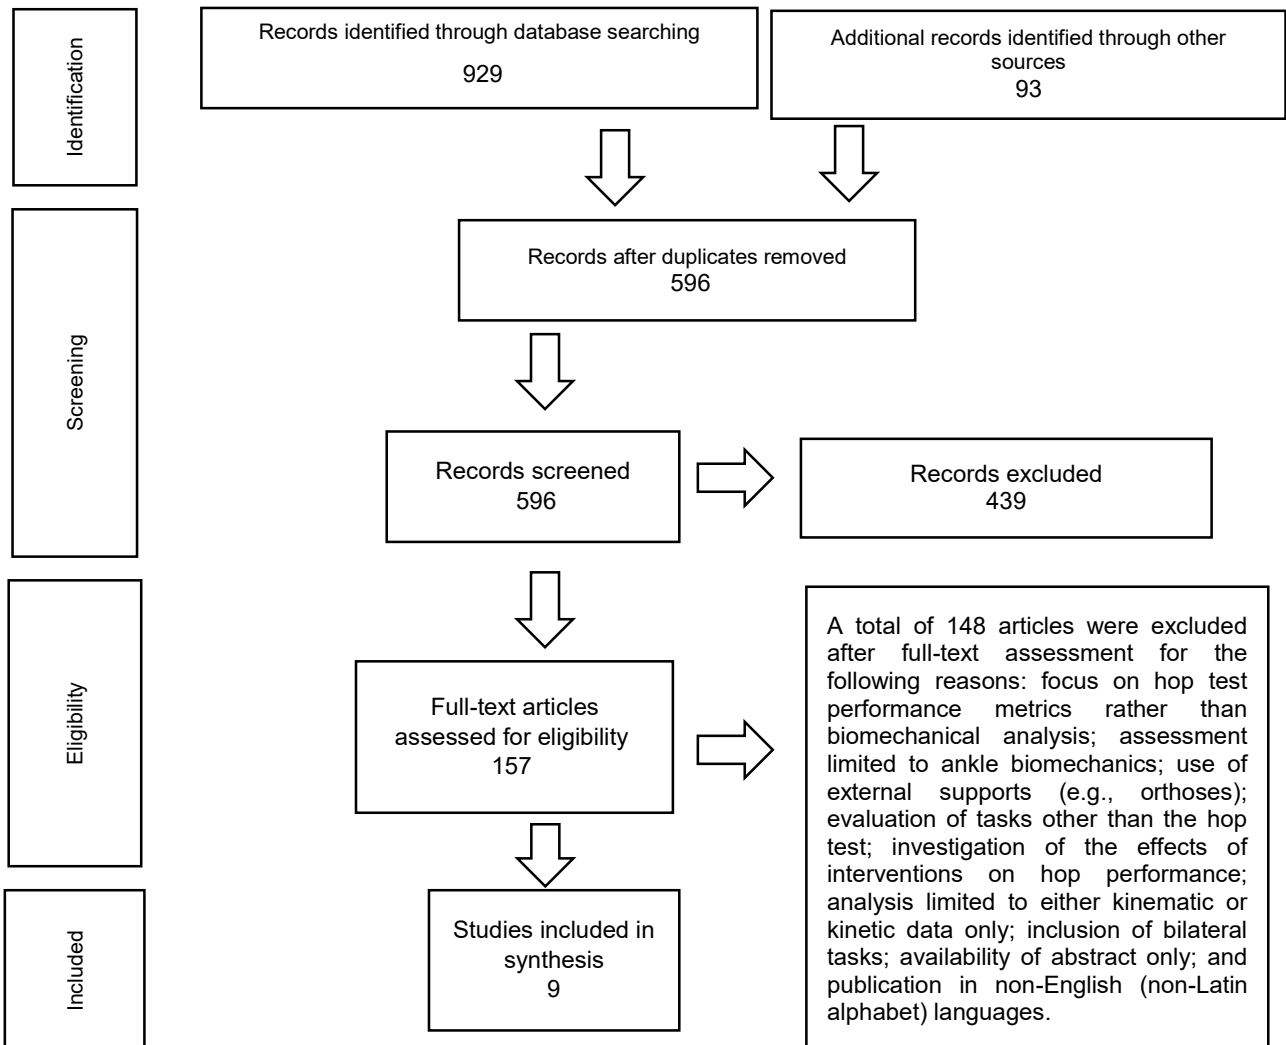 Identification
Records identified through database searching
929
Additional records identified through other
sources
93
Screening
Records after duplicates removed
596
Records screened
596
Records excluded
439
Eligibility
Full-text articles
assessed for eligibility
157
A total of 148 articles were excluded
after full-text assessment for the
following reasons: focus on hop test
performance metrics rather than
biomechanical analysis; assessment
limited to ankle biomechanics; use of
external supports (e.g., orthoses);
evaluation of tasks other than the hop
test; investigation of the effects of
interventions on hop performance;
analysis limited to either kinematic or
kinetic data only; inclusion of bilateral
tasks; availability of abstract only; and
publication in non-English (non-Latin
alphabet) languages.
Included
Studies included in
synthesis
9